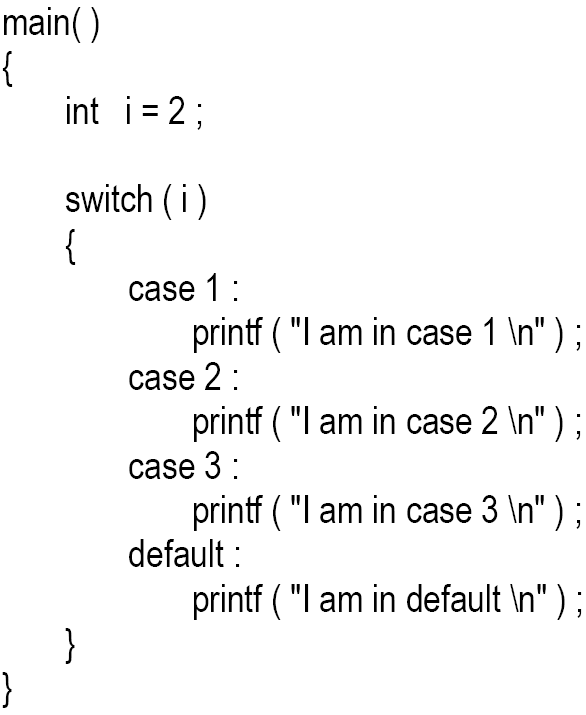 main( )
{
int i = 2 ;
switch ( i )
{
case 1 :
printf ( "I am in case 1 \n" ) ;
case 2 :
printf ( "I am in case 2 \n" ) ;
case 3 :
printf ( "I am in case 3 \n" ) ;
default :
printf ( "I am in default \n" ) ;
}
}